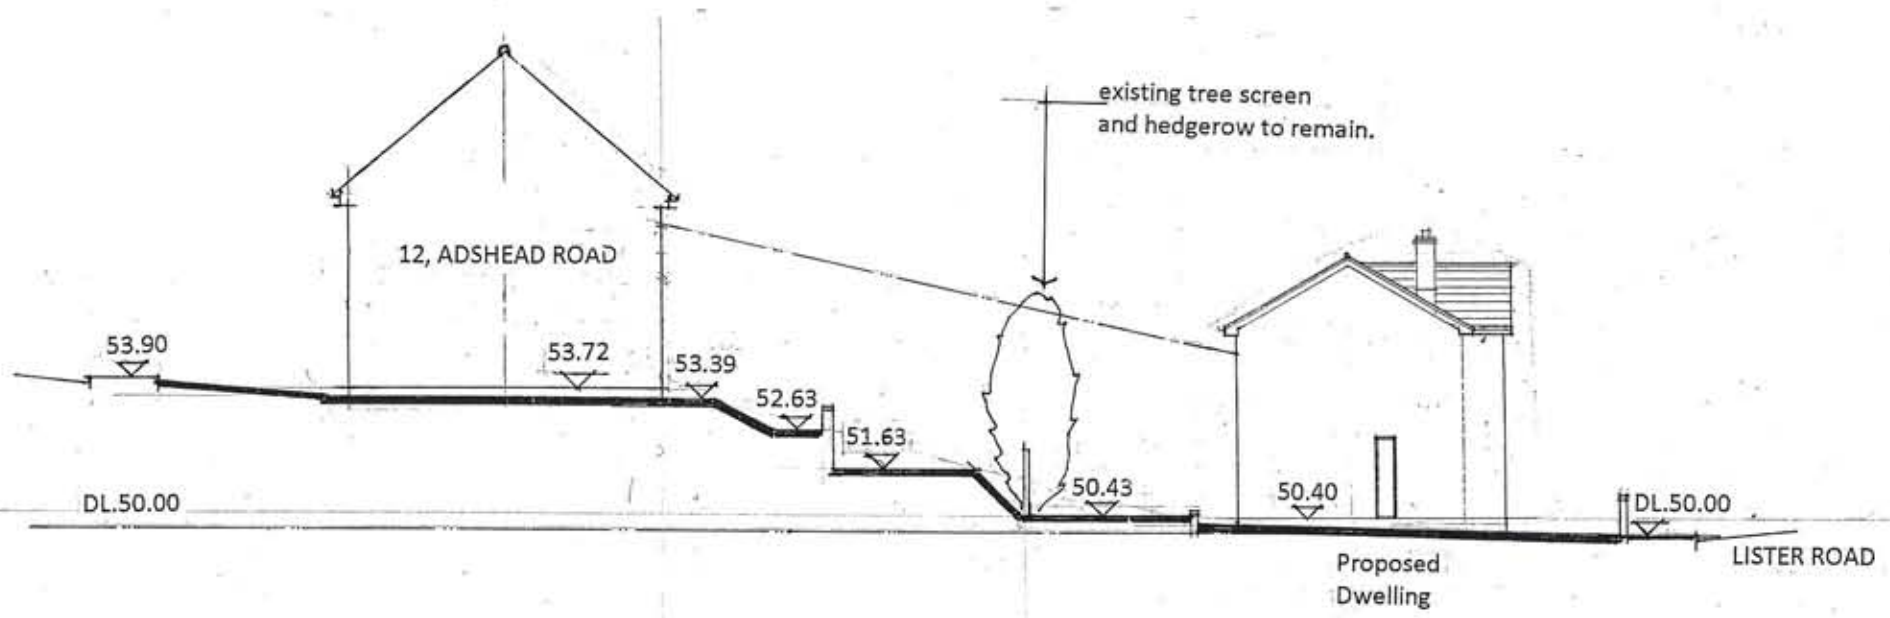 existing tree screen
and hedgerow to remain.
12, ADSHEAD ROAD
53.90
53.72
53.39
52.63
51.63
50.43
50.40
DL.50.00
DL.50.00
LISTER ROAD
Proposed
Dwelling